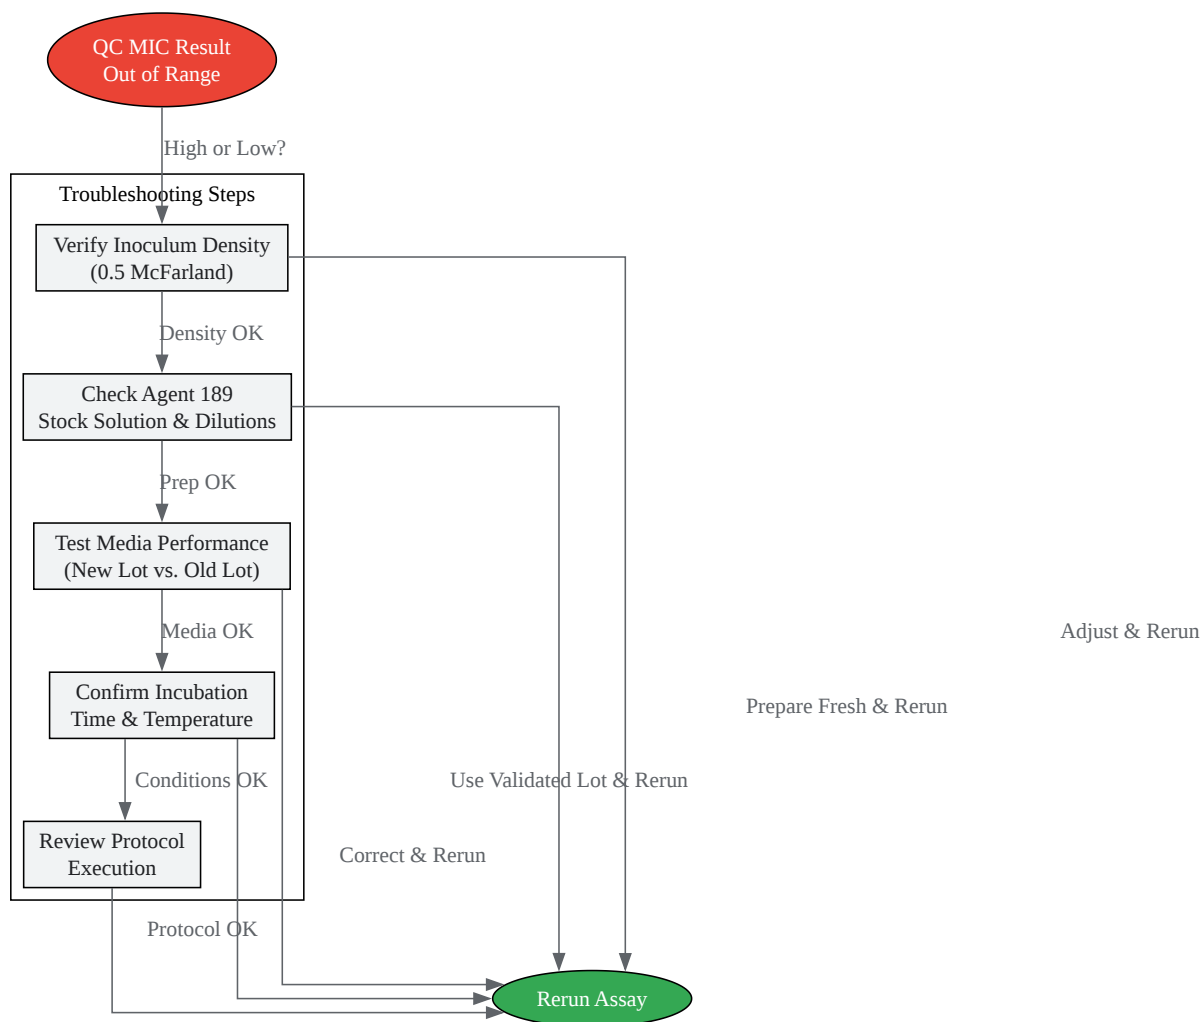 QC MIC Result
Out of Range
High or Low?
Troubleshooting Steps
Verify Inoculum Density
(0.5 McFarland)
Density OK
Check Agent 189
Stock Solution & Dilutions
Prep OK
Test Media Performance
(New Lot vs. Old Lot)
Media OK
Adjust & Rerun
Confirm Incubation
Time & Temperature
Prepare Fresh & Rerun
Conditions OK
Use Validated Lot & Rerun
Review Protocol
Execution
Correct & Rerun
Protocol OK
Rerun Assay